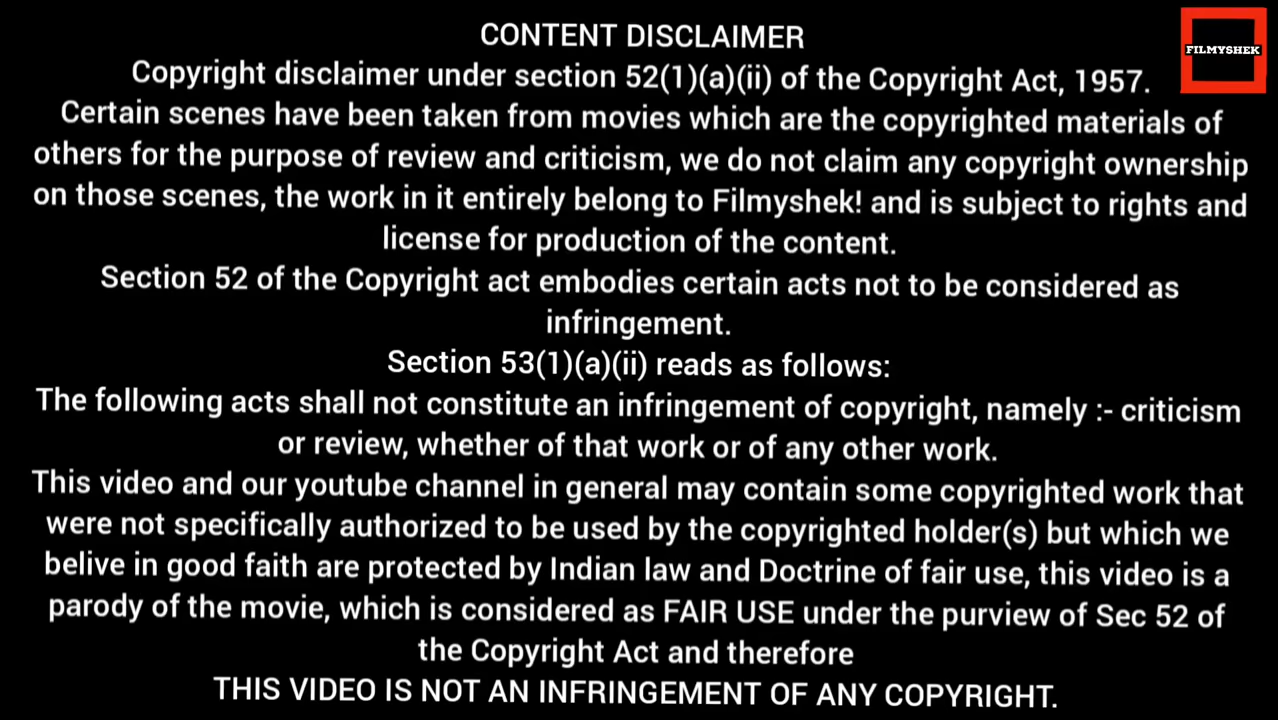 CONTENT DISCLAIMER
FILMYSHEK
Copyright disclaimer under section 52(1)(a)(ii) of the Copyright Act, 1957.
Certain scenes have been taken from movies which are the copyrighted materials of
others for the purpose of review and criticism, we do not claim any copyright ownership
on those scenes, the work in it entirely belong to Filmyshek! and is subject to rights and
license for production of the content.
Section 52 of the Copyright act embodies certain acts not to be considered as
infringement.
Section 53(1)(a)(ii) reads as follows:
The following acts shall not constitute an infringement of copyright, namely :- criticism
or review, whether of that work or of any other work.
This video and our youtube channel in general may contain some copyrighted work that
were not specifically authorized to be used by the copyrighted holder(s) but which we
belive in good faith are protected by Indian law and Doctrine of fair use, this video is a
parody of the movie, which is considered as FAIR USE under the purview of Sec 52 of
the Copyright Act and therefore
THIS VIDEO IS NOT AN INFRINGEMENT OF ANY COPYRIGHT.